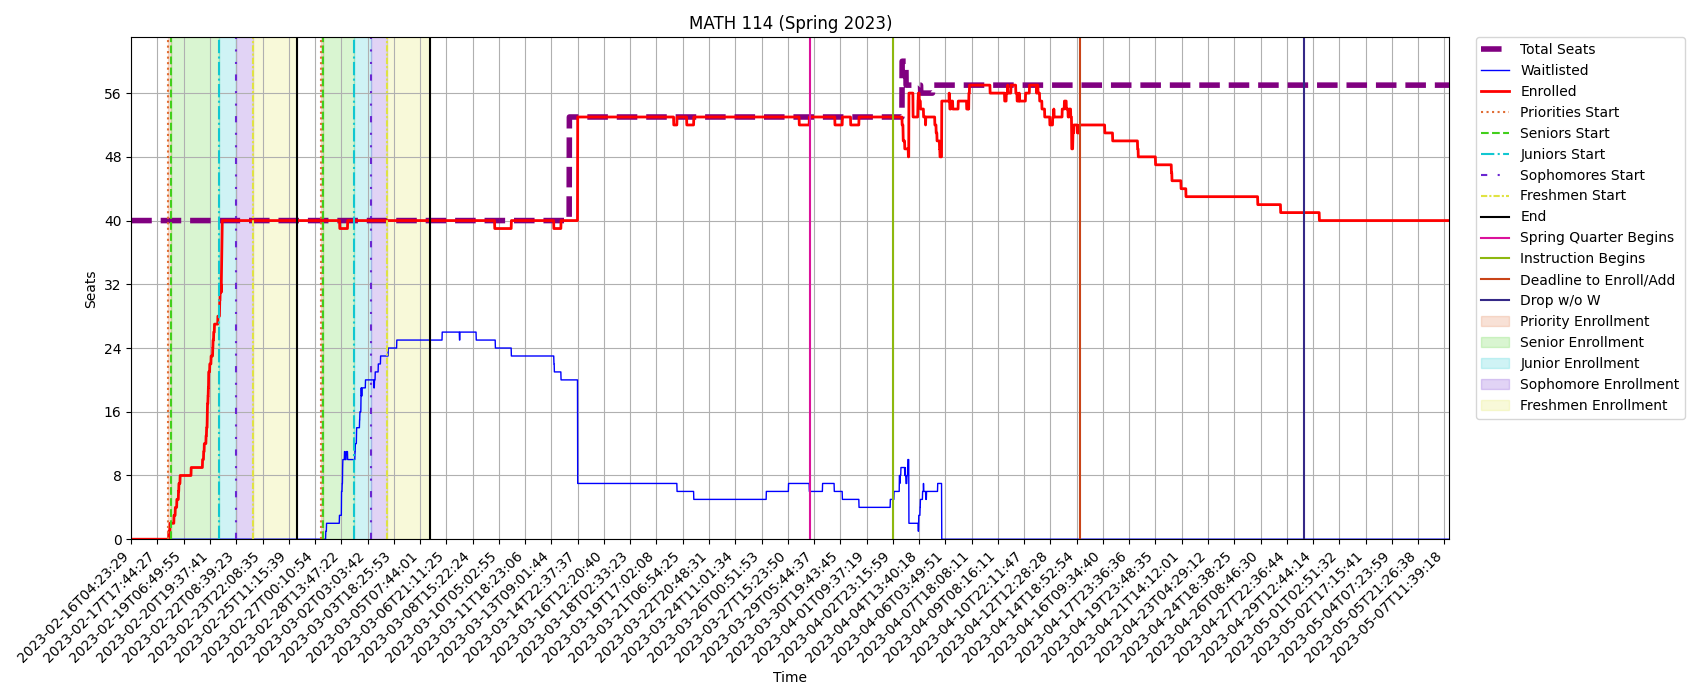 MATH 114 (Spring 2023)
Seats
56
48
40
32
24
16
8
0
2023-02-16T04:23:29
2023-02-17T17:44:27
2023-02-19T06:49:55
2023-02-20T19:37:41
2023-02-22T08:39:23
2023-02-23T22:08:35
2023-02-25T11:15:39
2023-02-27T00:10:54
2023-02-28T13:47:22
2023-03-02T03:03:42
2023-03-03T18:25:53
2023-03-05T07:44:01
2023-03-06T21:11:25
2023-03-08T15:22:24
2023-03-10T05:02:55
2023-03-11T18:23:06
2023-03-13T09:01:44
2023-03-14T22:37:37
2023-03-16T12:20:40
2023-03-18T02:33:23
2023-03-19T17:02:08
2023-03-21T06:54:25
2023-03-22T20:48:31
2023-03-24T11:01:34
2023-03-26T00:51:53
2023-03-27T15:23:50
2023-03-29T05:44:37
2023-03-30T19:43:45
2023-04-01T09:37:19
2023-04-02T23:15:59
2023-04-04T13:40:18
2023-04-06T03:49:51
2023-04-07T18:08:11
2023-04-09T08:16:11
2023-04-10T22:11:47
2023-04-12T12:28:28
2023-04-14T18:52:54
2023-04-16T09:34:40
2023-04-17T23:36:36
2023-04-19T23:48:35
2023-04-21T14:12:01
2023-04-23T04:29:12
2023-04-24T18:38:25
2023-04-26T08:46:30
2023-04-27T22:36:44
2023-04-29T12:44:14
2023-05-01T02:51:32
2023-05-02T17:15:41
2023-05-04T07:23:59
2023-05-05T21:26:38
2023-05-07T11:39:18
Time
Total Seats
Waitlisted
Enrolled
Priorities Start
Seniors Start
Juniors Start
Sophomores Start
Freshmen Start
End
Spring Quarter Begins
Instruction Begins
Deadline to Enroll/Add
Drop w/o W
Priority Enrollment
Senior Enrollment
Junior Enrollment
Sophomore Enrollment
Freshmen Enrollment